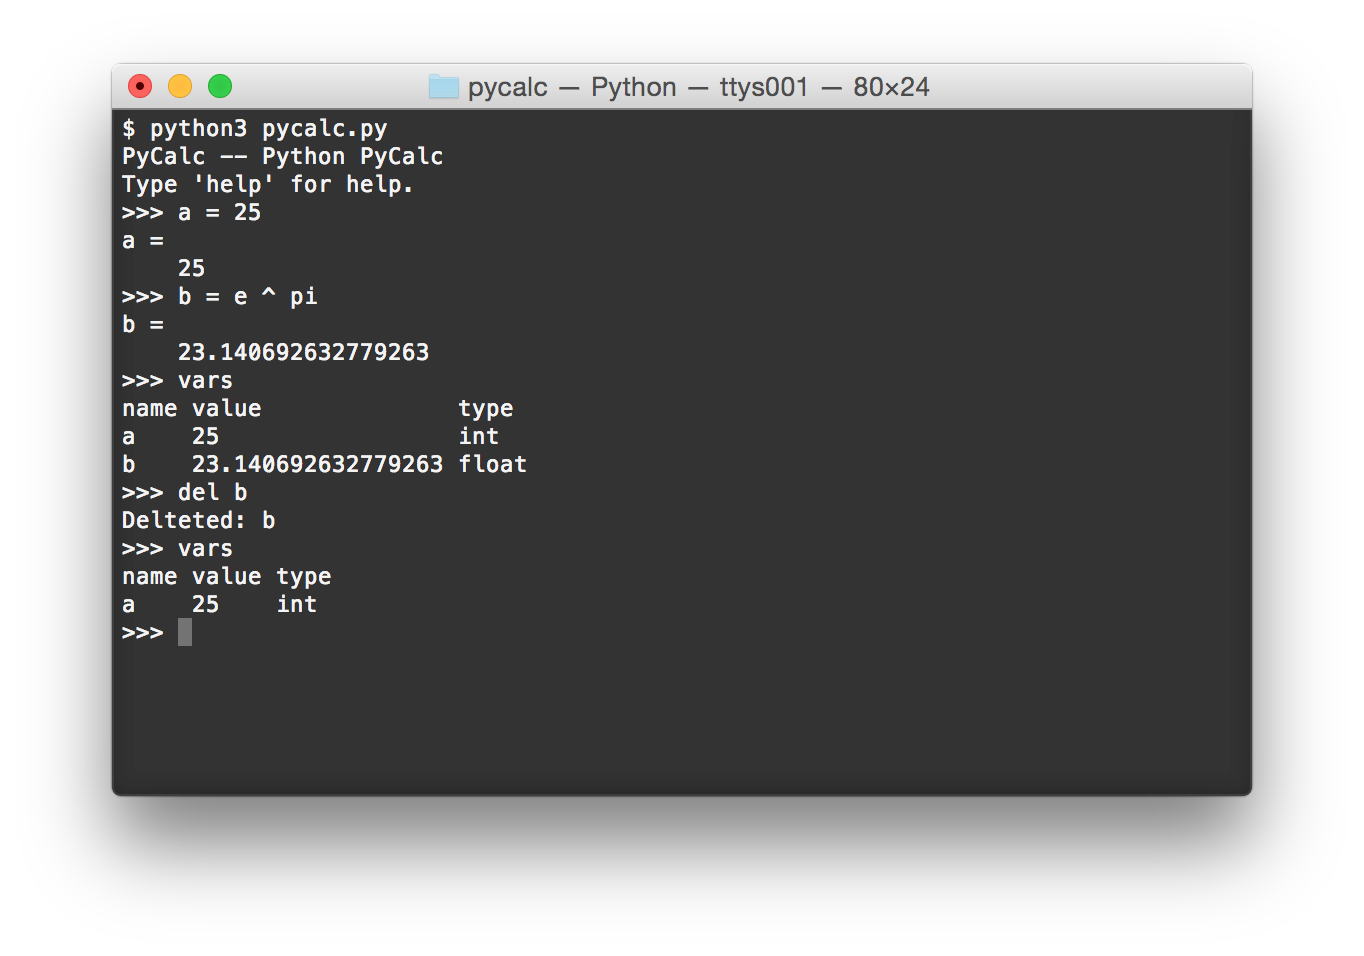 pycalc — Python — ttys001 — 80×24
$ python3 pycalc.py
PyCalc -- Python PyCalc
Type 'help' for help.
>>> a = 25
a =
    25
>>> b = e ^ pi
b =
    23.140692632779263
>>> vars
name value              type
a    25                 int
b    23.140692632779263 float
>>> del b
Delteted: b
>>> vars
name value type
a    25    int
>>>